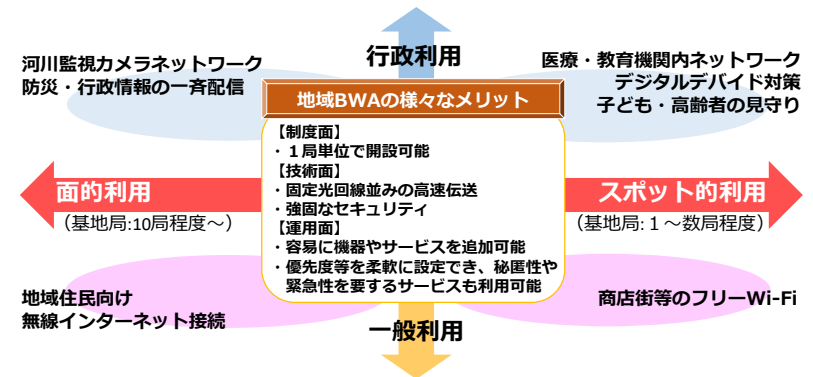 行政利用
河川監視カメラネットワーク
防災・行政情報の一斉配信
医療・教育機関内ネットワーク
デジタルデバイド対策
子ども・高齢者の見守り
地域BWAの様々なメリット
【制度面】
・１局単位で開設可能
【技術面】
・固定光回線並みの高速伝送
・強固なセキュリティ
【運用面】
・容易に機器やサービスを追加可能
・優先度等を柔軟に設定でき、秘匿性や
緊急性を要するサービスも利用可能
面的利用
（基地局:10局程度～）
スポット的利用
（基地局:１～数局程度）
地域住民向け
無線インターネット接続
商店街等のフリーWi-Fi
一般利用